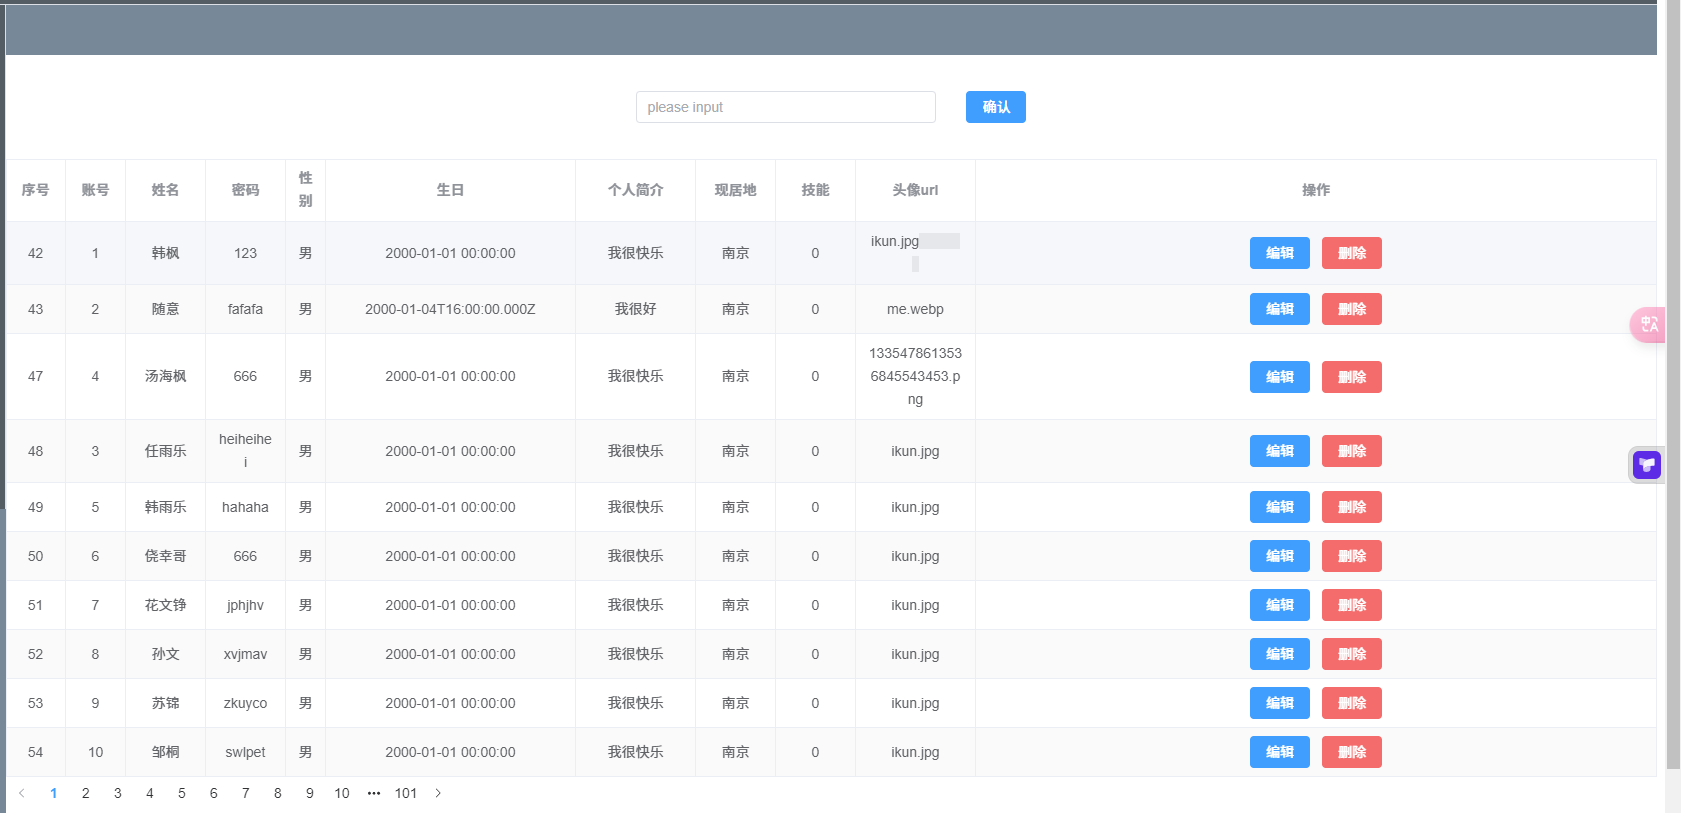 please input 确认
序号 账号 姓名 密码 性别 生日 个人简介 现居地 技能 头像url 操作
42 1 韩枫 123 男 2000-01-01 00:00:00 我很快乐 南京 0 ikun.jpg 编辑 删除
43 2 随意 fafafa 男 2000-01-04T16:00:00.000Z 我很好 南京 0 me.webp 编辑 删除
47 4 汤海枫 666 男 2000-01-01 00:00:00 我很快乐 南京 0 1335478613536845543453.png 编辑 删除
48 3 任雨乐 heiheihei 男 2000-01-01 00:00:00 我很快乐 南京 0 ikun.jpg 编辑 删除
49 5 韩雨乐 hahaha 男 2000-01-01 00:00:00 我很快乐 南京 0 ikun.jpg 编辑 删除
50 6 侥幸哥 666 男 2000-01-01 00:00:00 我很快乐 南京 0 ikun.jpg 编辑 删除
51 7 花文铮 jphjhv 男 2000-01-01 00:00:00 我很快乐 南京 0 ikun.jpg 编辑 删除
52 8 孙文 xvjmav 男 2000-01-01 00:00:00 我很快乐 南京 0 ikun.jpg 编辑 删除
53 9 苏锦 zkuyco 男 2000-01-01 00:00:00 我很快乐 南京 0 ikun.jpg 编辑 删除
54 10 邹桐 swlpet 男 2000-01-01 00:00:00 我很快乐 南京 0 ikun.jpg 编辑 删除
1 2 3 4 5 6 7 8 9 10 ••• 101
中A